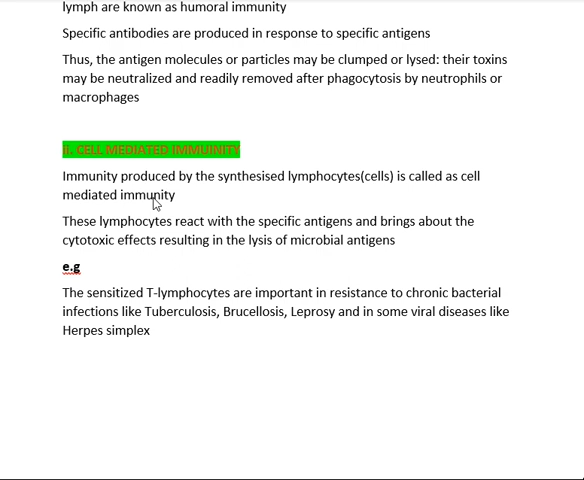 lymph are known as humoral immunity
Specific antibodies are produced in response to specific antigens
Thus, the antigen molecules or particles may be clumped or lysed: their toxins
may be neutralized and readily removed after phagocytosis by neutrophils or
macrophages
ii. CELL MEDIATED IMMUINITY
Immunity produced by the synthesised lymphocytes(cells) is called as cell
mediated immunity
These lymphocytes react with the specific antigens and brings about the
cytotoxic effects resulting in the lysis of microbial antigens
e.g
The sensitized T-lymphocytes are important in resistance to chronic bacterial
infections like Tuberculosis, Brucellosis, Leprosy and in some viral diseases like
Herpes simplex